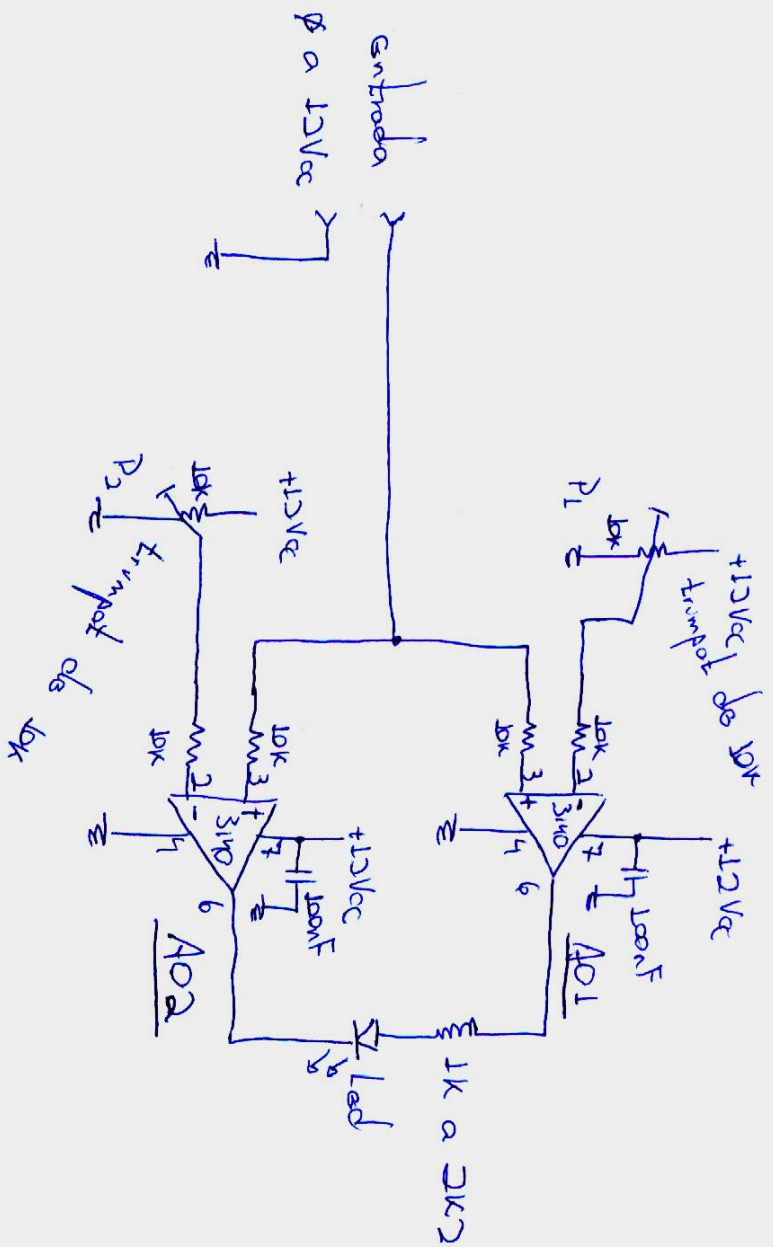 Entrada
Ø a 12Vcc
+12Vcc
trimpot de 10K
P1
10K
10K
10K
2
-
3
+
3140
7
4
6
+12Vcc
100nF
AO1
1K a 2K2
Led
+12Vcc
10K
P2
trimpot de 10K
10K
10K
3
+
2
-
3140
7
4
6
+12Vcc
100nF
AO2